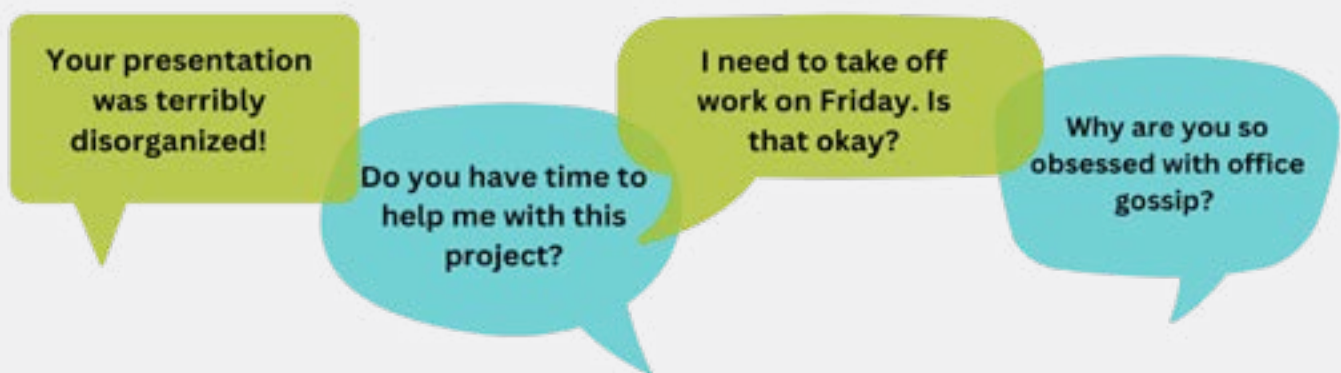 Your presentation
was terribly
disorganized!
Do you have time to
help me with this
project?
I need to take off
work on Friday. Is
that okay?
Why are you so
obsessed with office
gossip?